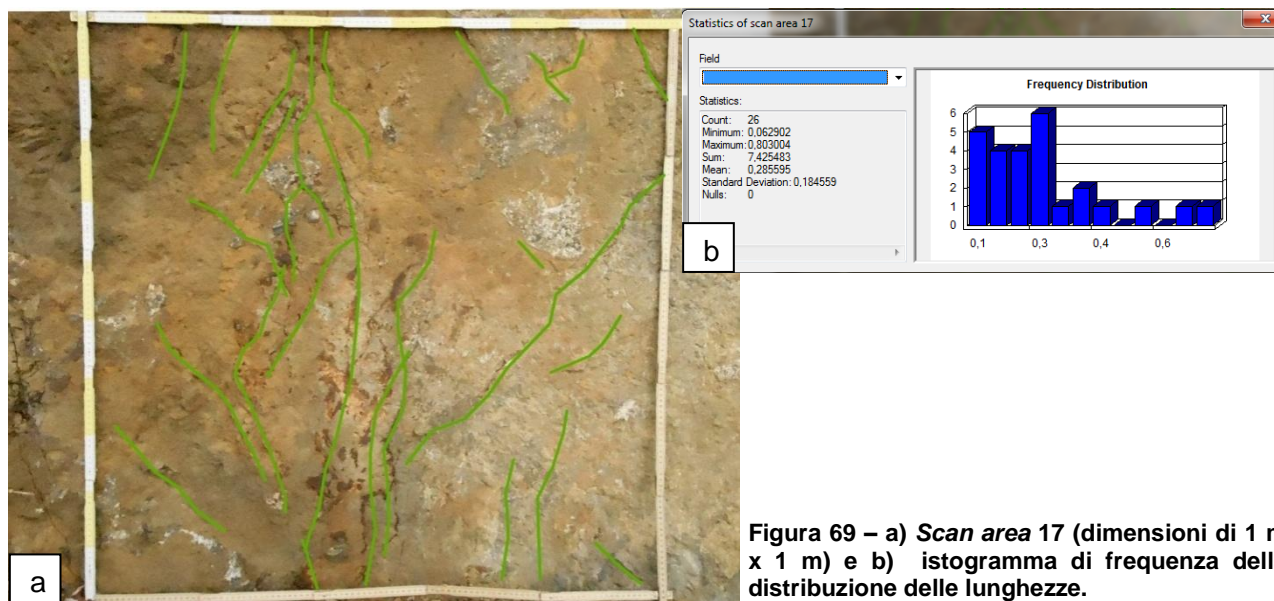 Statistics of scan area 17
x
Field
Statistics:
Count: 26
Minimum: 0,062902
Maximum: 0,803004
Sum: 7,425483
Mean: 0,285595
Standard Deviation: 0,184559
Nulls: 0
Frequency Distribution
6
5
4
3
2
1
0
0,1 0,3 0,4 0,6
b
a
Figura 69 – a) Scan area 17 (dimensioni di 1
x 1 m) e b) istogramma di frequenza dell
distribuzione delle lunghezze.